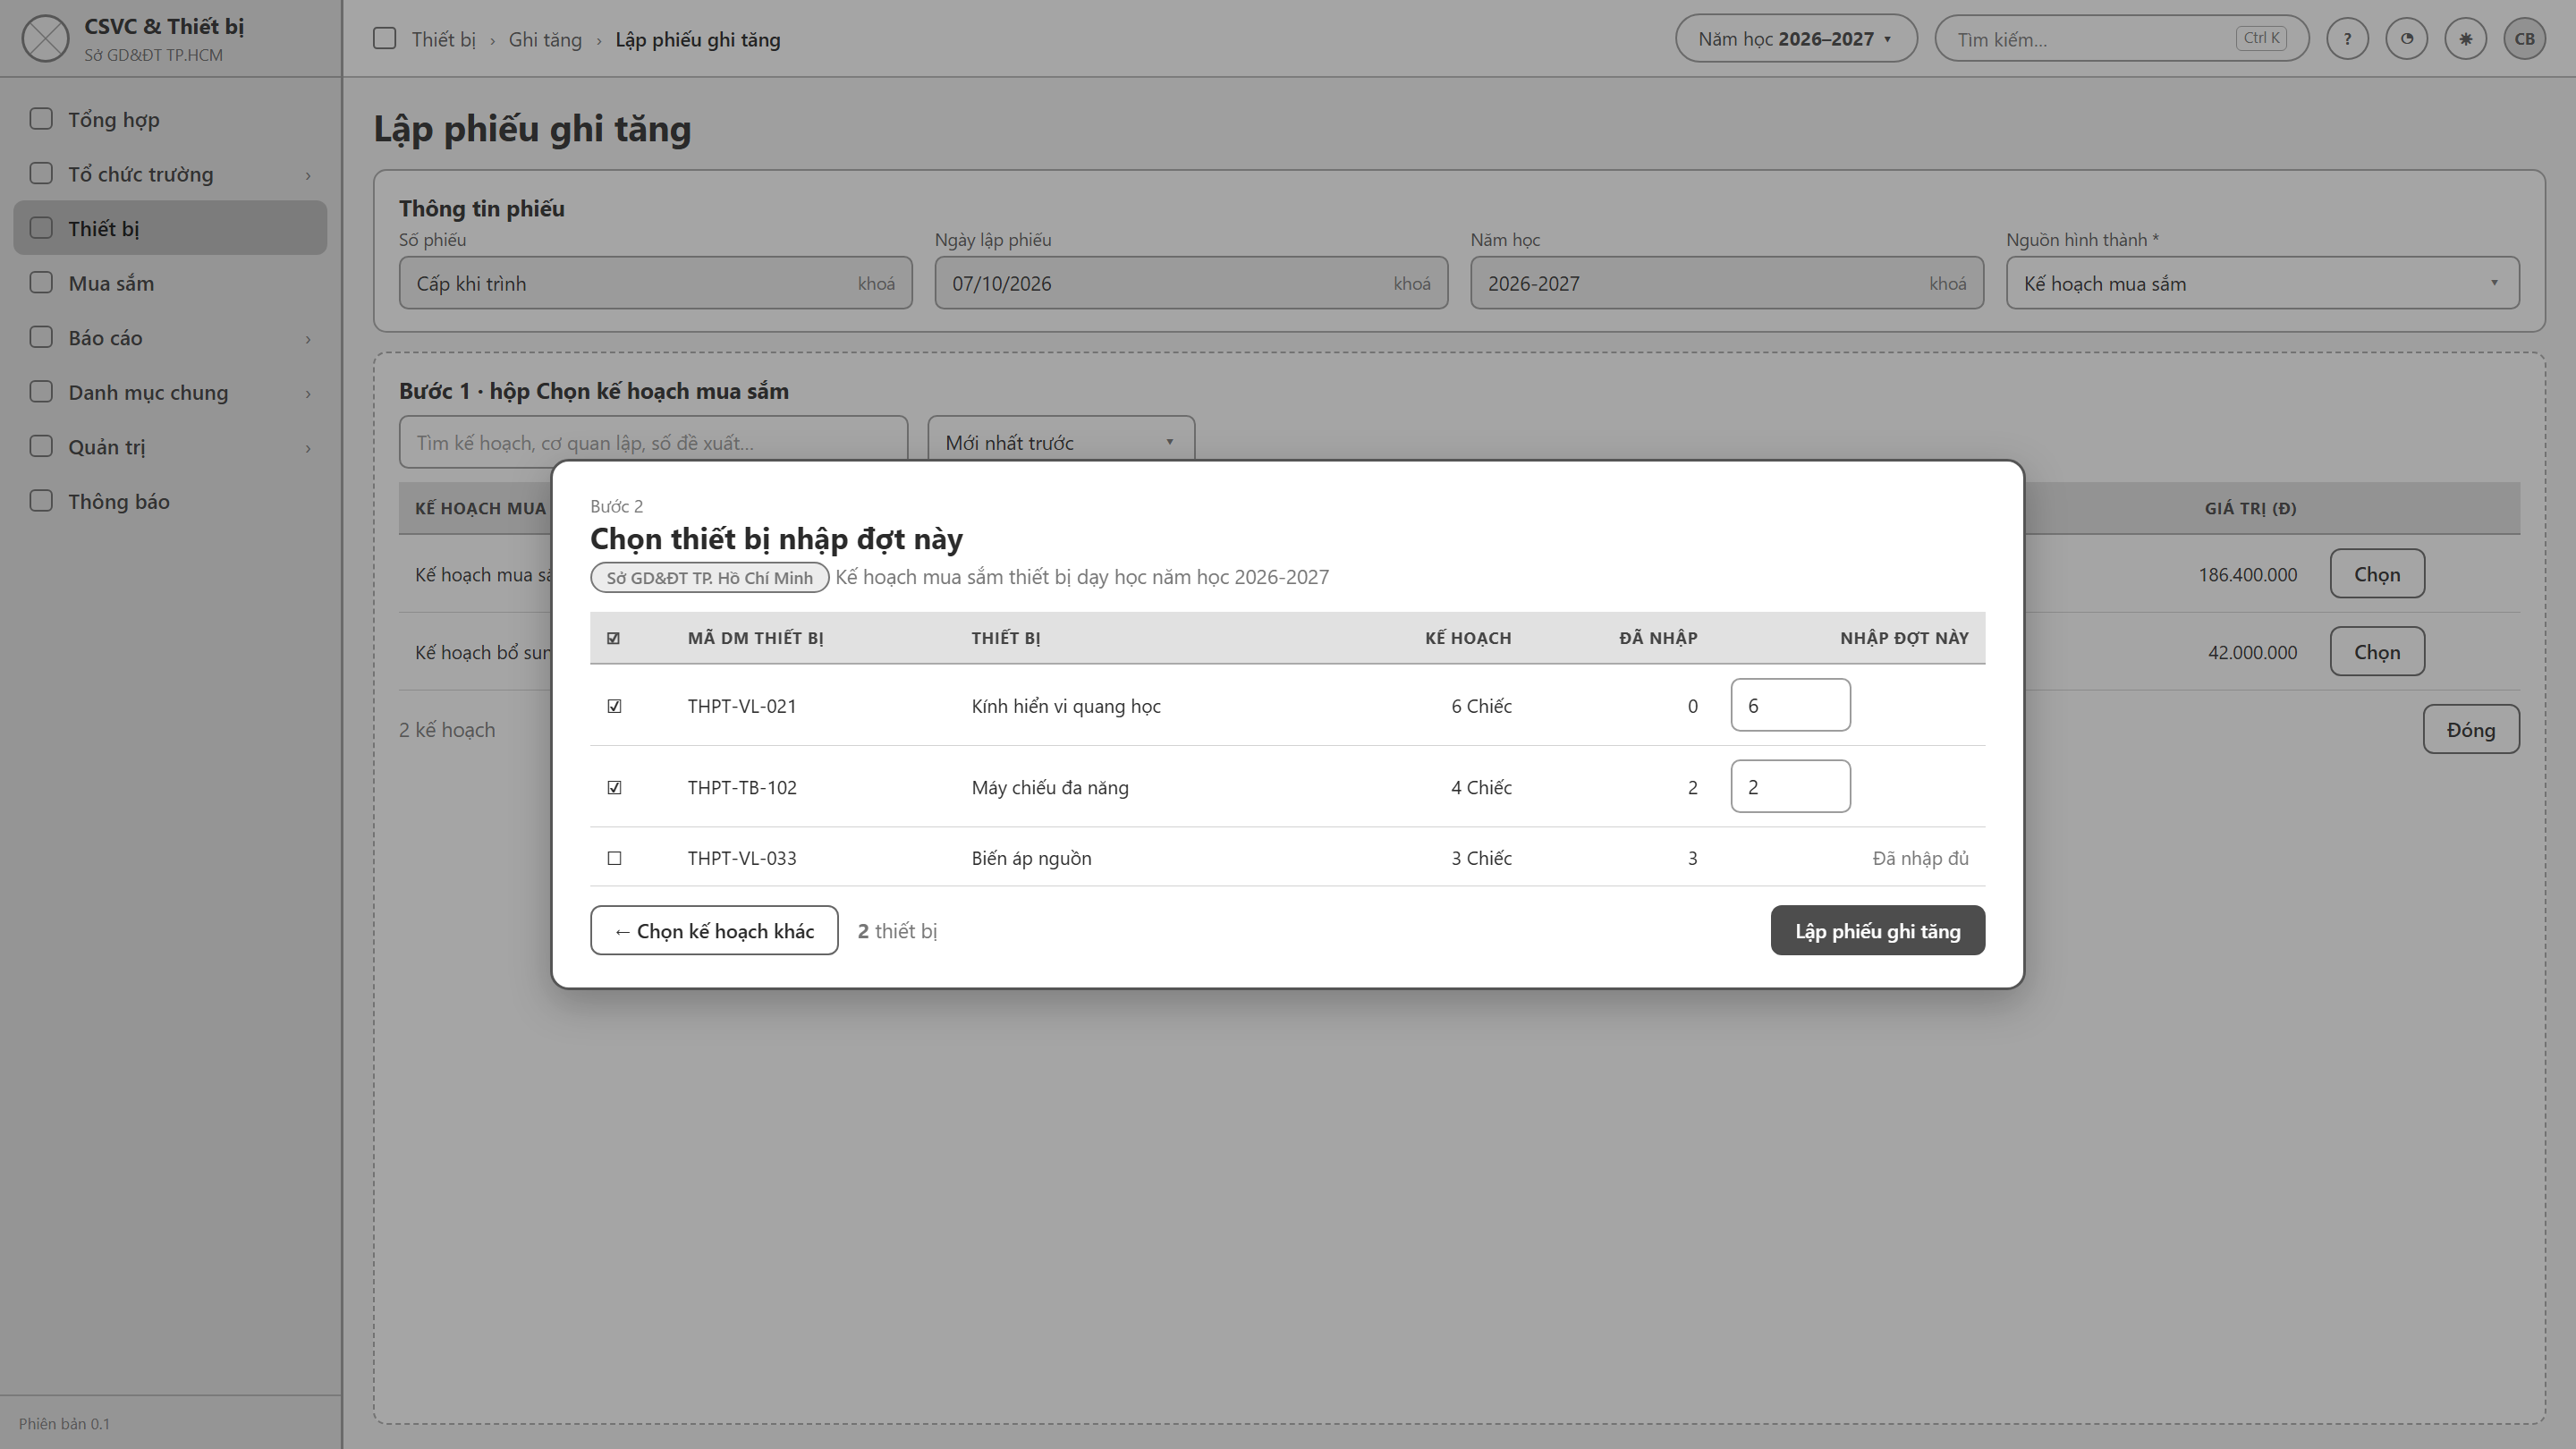 CSVC & Thiết bị
Sở GD&ĐT TP.HCM
Thiết bị › Ghi tăng › Lập phiếu ghi tăng
Năm học 2026–2027 ▾
Tìm kiếm... Ctrl K
?
CB
Tổng hợp
Tổ chức trường ›
Thiết bị
Mua sắm
Báo cáo ›
Danh mục chung ›
Quản trị ›
Thông báo
Phiên bản 0.1
Lập phiếu ghi tăng
Thông tin phiếu
Số phiếu Ngày lập phiếu Năm học Nguồn hình thành *
Cấp khi trình khoá 07/10/2026 khoá 2026-2027 khoá Kế hoạch mua sắm ▾
Bước 1 · hộp Chọn kế hoạch mua sắm
Tìm kế hoạch, cơ quan lập, số đề xuất... Mới nhất trước ▾
KẾ HOẠCH MUA GIÁ TRỊ (Đ)
Kế hoạch mua 186.400.000 Chọn
Kế hoạch bổ 42.000.000 Chọn
2 kế hoạch Đóng
Bước 2
Chọn thiết bị nhập đợt này
Sở GD&ĐT TP. Hồ Chí Minh Kế hoạch mua sắm thiết bị dạy học năm học 2026-2027
☑ MÃ DM THIẾT BỊ THIẾT BỊ KẾ HOẠCH ĐÃ NHẬP NHẬP ĐỢT NÀY
☑ THPT-VL-021 Kính hiển vi quang học 6 Chiếc 0 6
☑ THPT-TB-102 Máy chiếu đa năng 4 Chiếc 2 2
☐ THPT-VL-033 Biến áp nguồn 3 Chiếc 3 Đã nhập đủ
← Chọn kế hoạch khác 2 thiết bị Lập phiếu ghi tăng